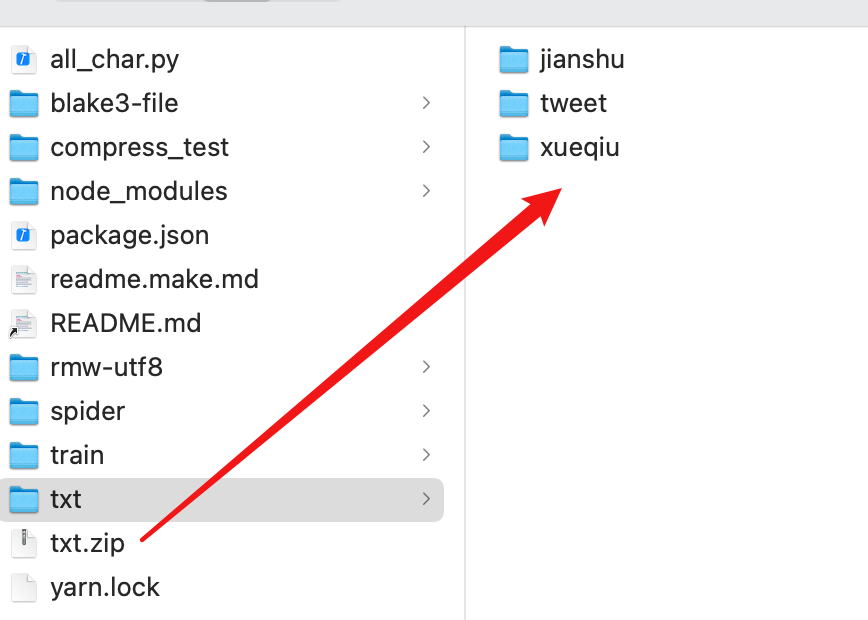 all_char.py
blake3-file
compress_test
node_modules
package.json
readme.make.md
README.md
rmw-utf8
spider
train
txt
txt.zip
yarn.lock
jianshu
tweet
xueqiu